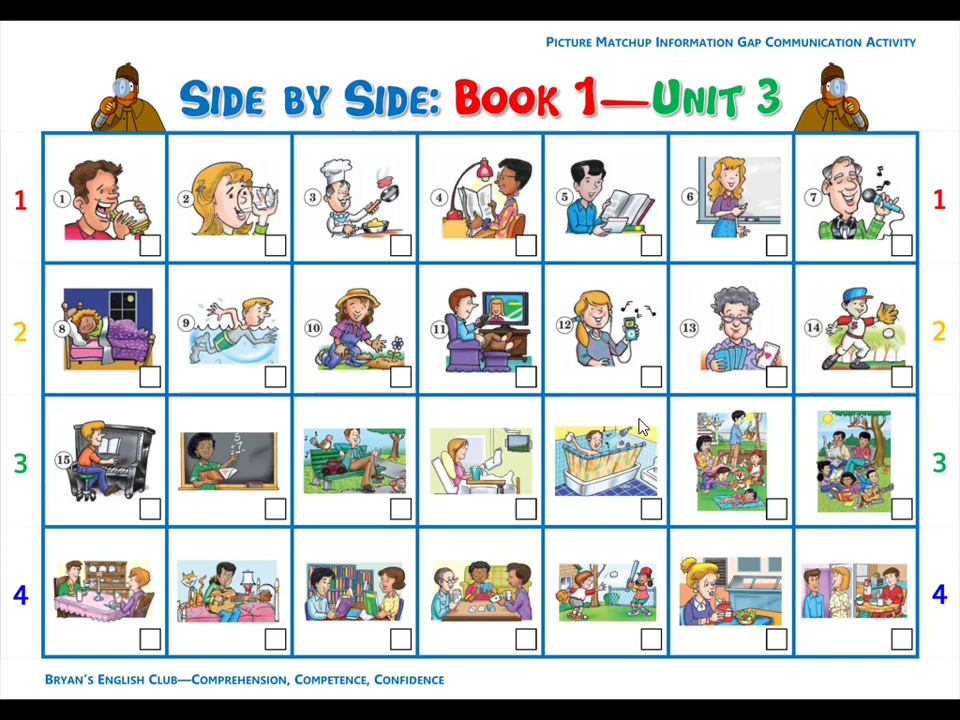 PICTURE MATCHUP INFORMATION GAP COMMUNICATION ACTIVITY
SIDE BY SIDE: BOOK 1—UNIT 3
1 1 2 3 4 5 6 7 1
2 8 9 10 11 12 13 14 2
3 15 3
4 4
BRYAN'S ENGLISH CLUB—COMPREHENSION, COMPETENCE, CONFIDENCE